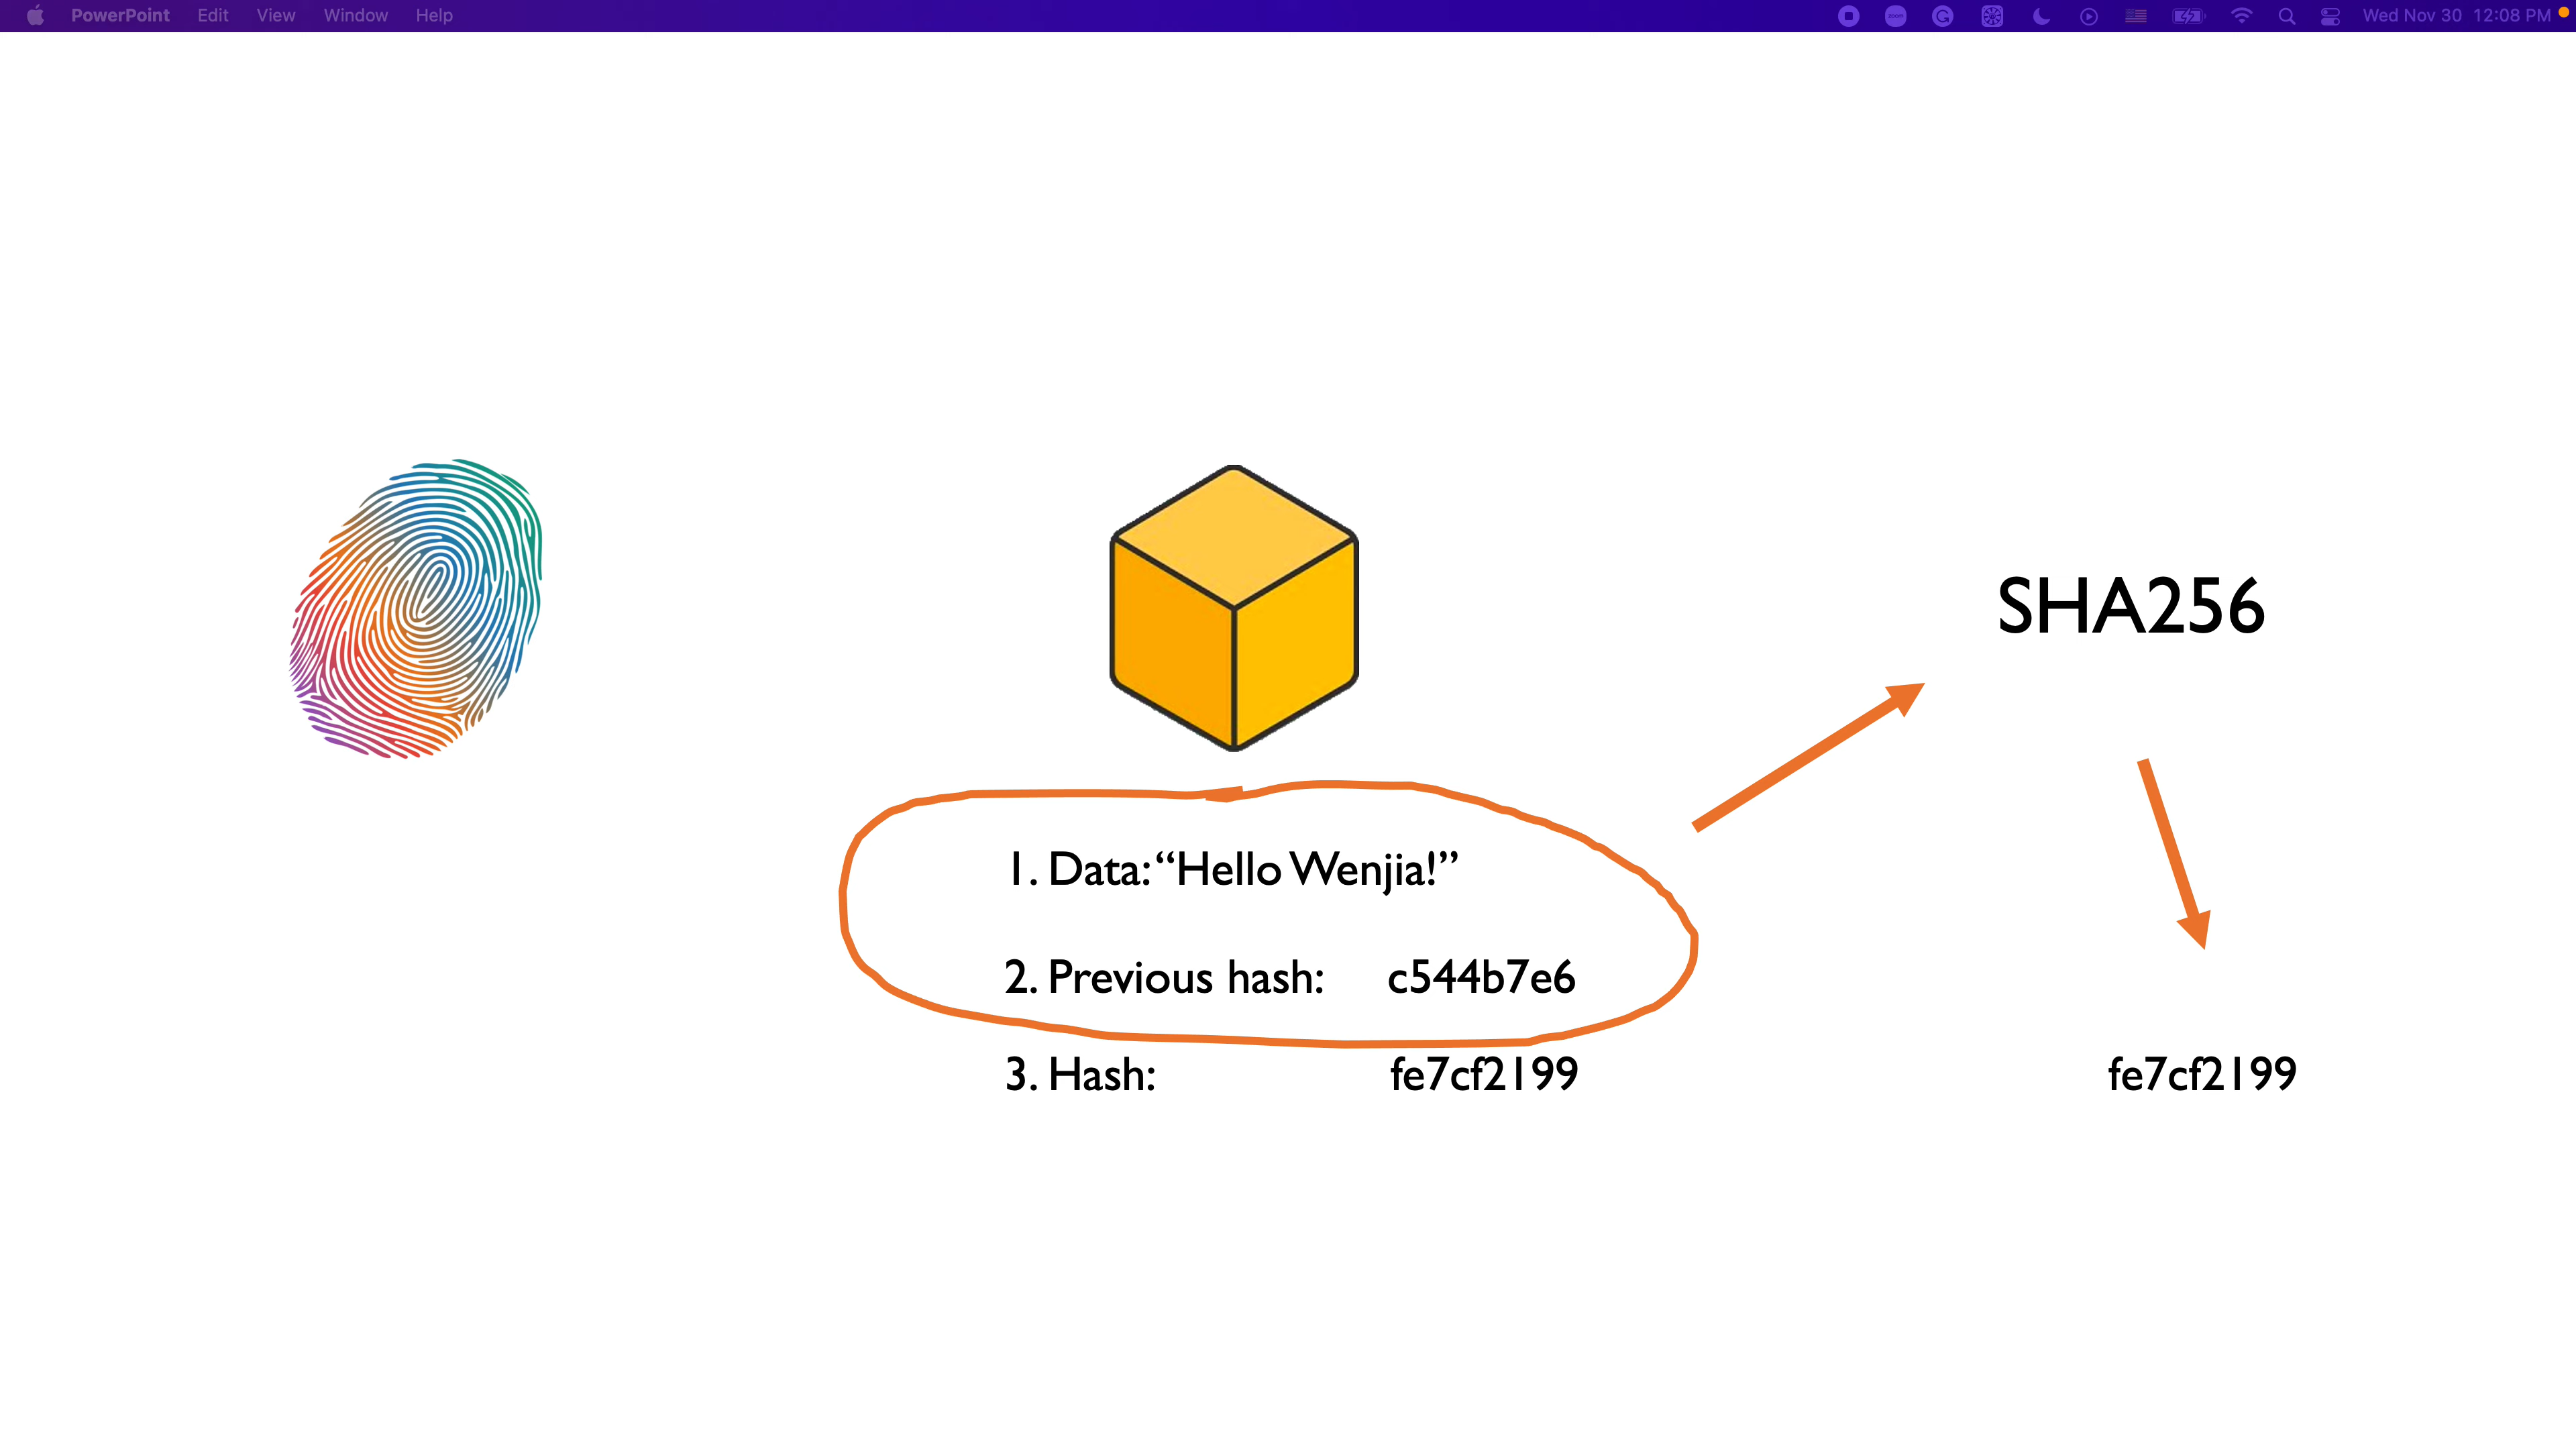 PowerPoint Edit View Window Help
zoom
Wed Nov 30 12:08 PM
SHA256
1. Data: “Hello Wenjia!”
2. Previous hash: c544b7e6
3. Hash: fe7cf2199
fe7cf2199